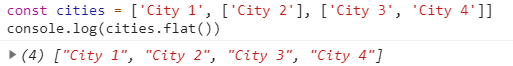 const cities = ['City 1', ['City 2'], ['City 3', 'City 4']]
console.log(cities.flat())
▶ (4) ["City 1", "City 2", "City 3", "City 4"]